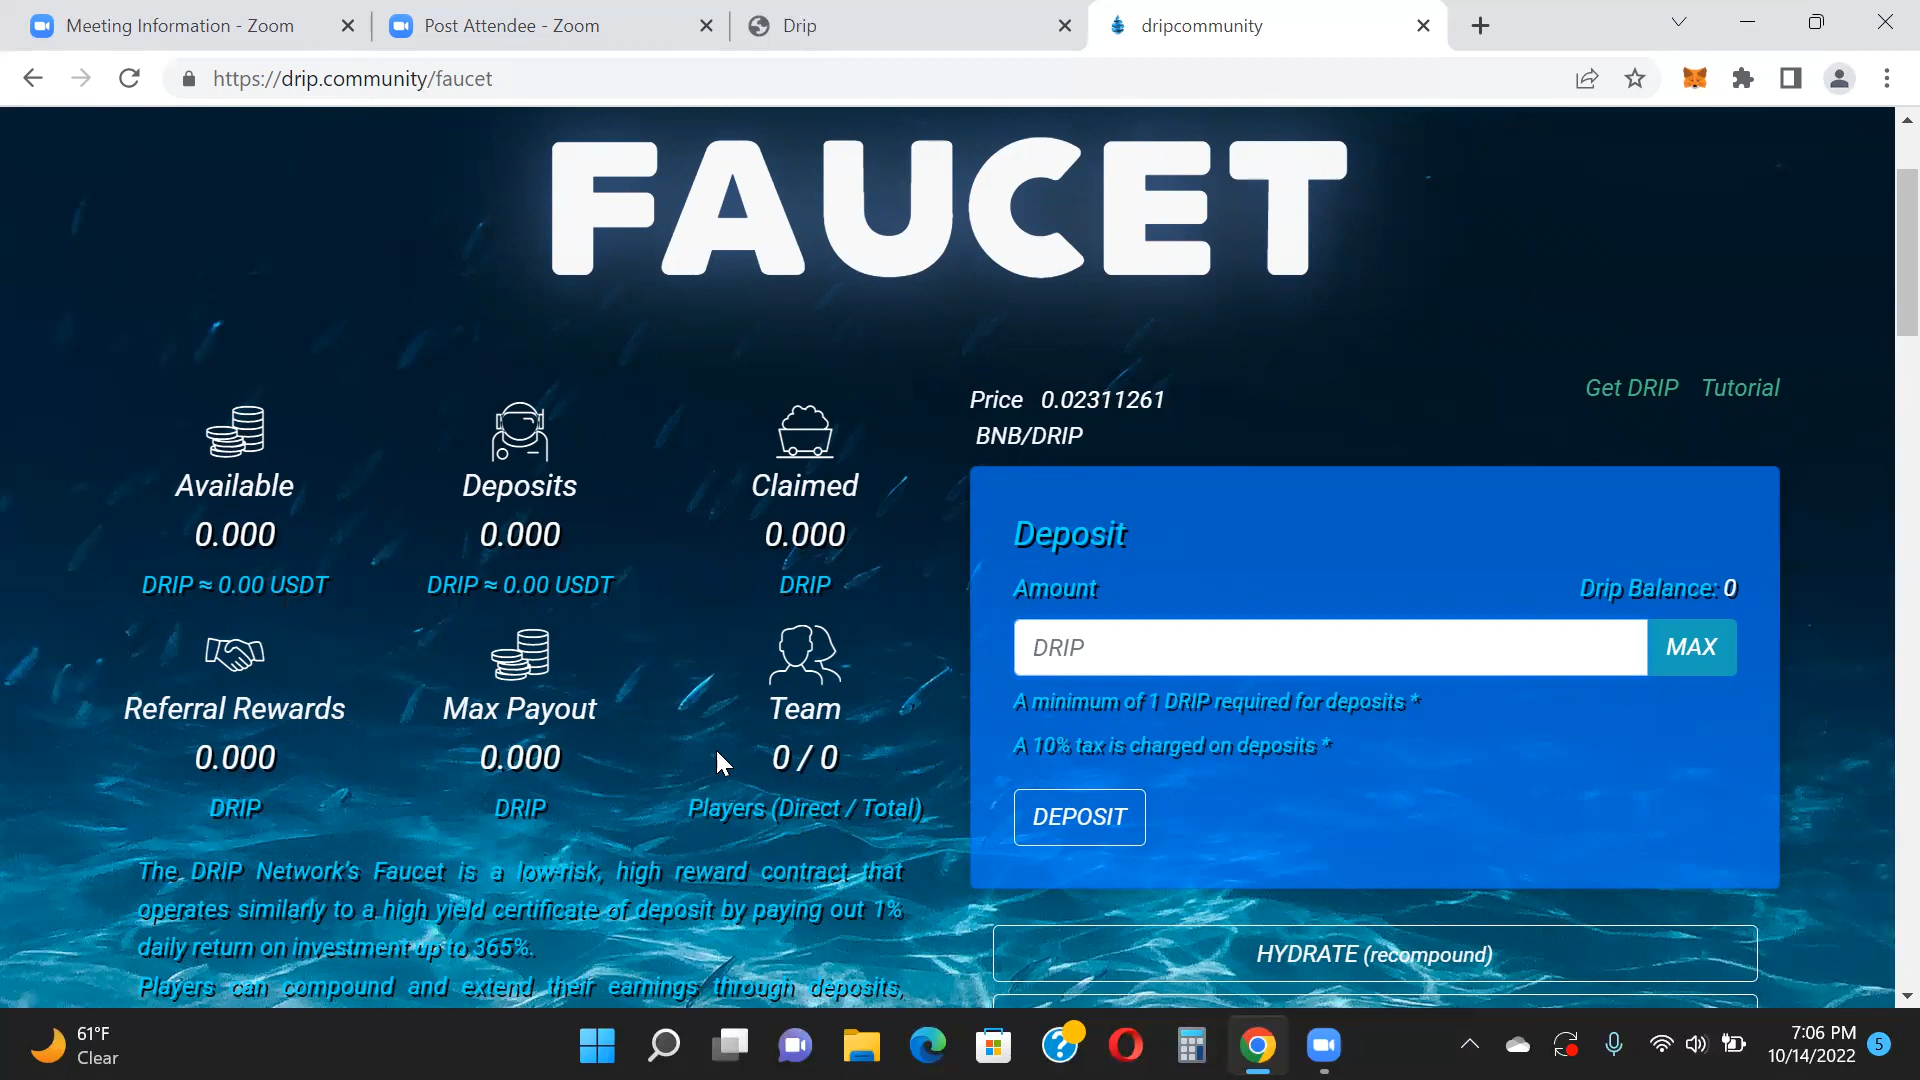 Meeting Information - Zoom
Post Attendee - Zoom
Drip
dripcommunity
https://drip.community/faucet
FAUCET
Available
0.000
DRIP ≈ 0.00 USDT
Deposits
0.000
DRIP ≈ 0.00 USDT
Claimed
0.000
DRIP
Referral Rewards
0.000
DRIP
Max Payout
0.000
DRIP
Team
0 / 0
Players (Direct / Total)
The DRIP Network's Faucet is a low-risk, high reward contract that
operates similarly to a high yield certificate of deposit by paying out 1%
daily return on investment up to 365%.
Players can compound and extend their earnings through deposits,
Price 0.02311261
BNB/DRIP
Get DRIP Tutorial
Deposit
Amount
Drip Balance: 0
DRIP
MAX
A minimum of 1 DRIP required for deposits *
A 10% tax is charged on deposits *
DEPOSIT
HYDRATE (recompound)
61°F
Clear
7:06 PM
10/14/2022
5